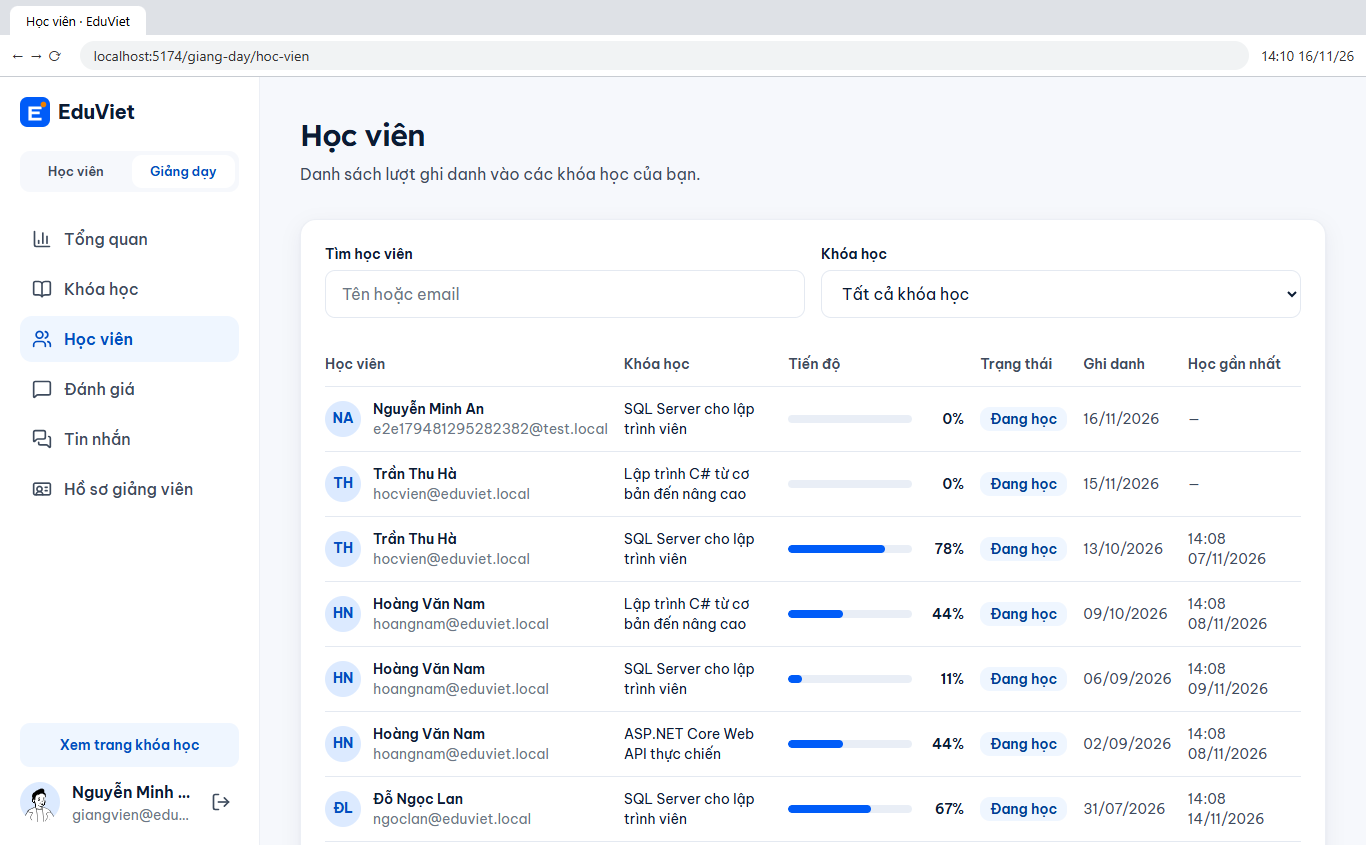 Học viên · EduViet
localhost:5174/giang-day/hoc-vien
14:10 16/11/26
EduViet
Học viên
Giảng dạy
Tổng quan
Khóa học
Học viên
Đánh giá
Tin nhắn
Hồ sơ giảng viên
Xem trang khóa học
Nguyễn Minh ...
giangvien@edu...
Học viên
Danh sách lượt ghi danh vào các khóa học của bạn.
Tìm học viên
Khóa học
Tên hoặc email
Tất cả khóa học
Học viên Khóa học Tiến độ Trạng thái Ghi danh Học gần nhất
NA
Nguyễn Minh An
e2e179481295282382@test.local
SQL Server cho lập
trình viên
0%
Đang học
16/11/2026
—
TH
Trần Thu Hà
hocvien@eduviet.local
Lập trình C# từ cơ
bản đến nâng cao
0%
Đang học
15/11/2026
—
TH
Trần Thu Hà
hocvien@eduviet.local
SQL Server cho lập
trình viên
78%
Đang học
13/10/2026
14:08
07/11/2026
HN
Hoàng Văn Nam
hoangnam@eduviet.local
Lập trình C# từ cơ
bản đến nâng cao
44%
Đang học
09/10/2026
14:08
08/11/2026
HN
Hoàng Văn Nam
hoangnam@eduviet.local
SQL Server cho lập
trình viên
11%
Đang học
06/09/2026
14:08
09/11/2026
HN
Hoàng Văn Nam
hoangnam@eduviet.local
ASP.NET Core Web
API thực chiến
44%
Đang học
02/09/2026
14:08
08/11/2026
ĐL
Đỗ Ngọc Lan
ngoclan@eduviet.local
SQL Server cho lập
trình viên
67%
Đang học
31/07/2026
14:08
14/11/2026